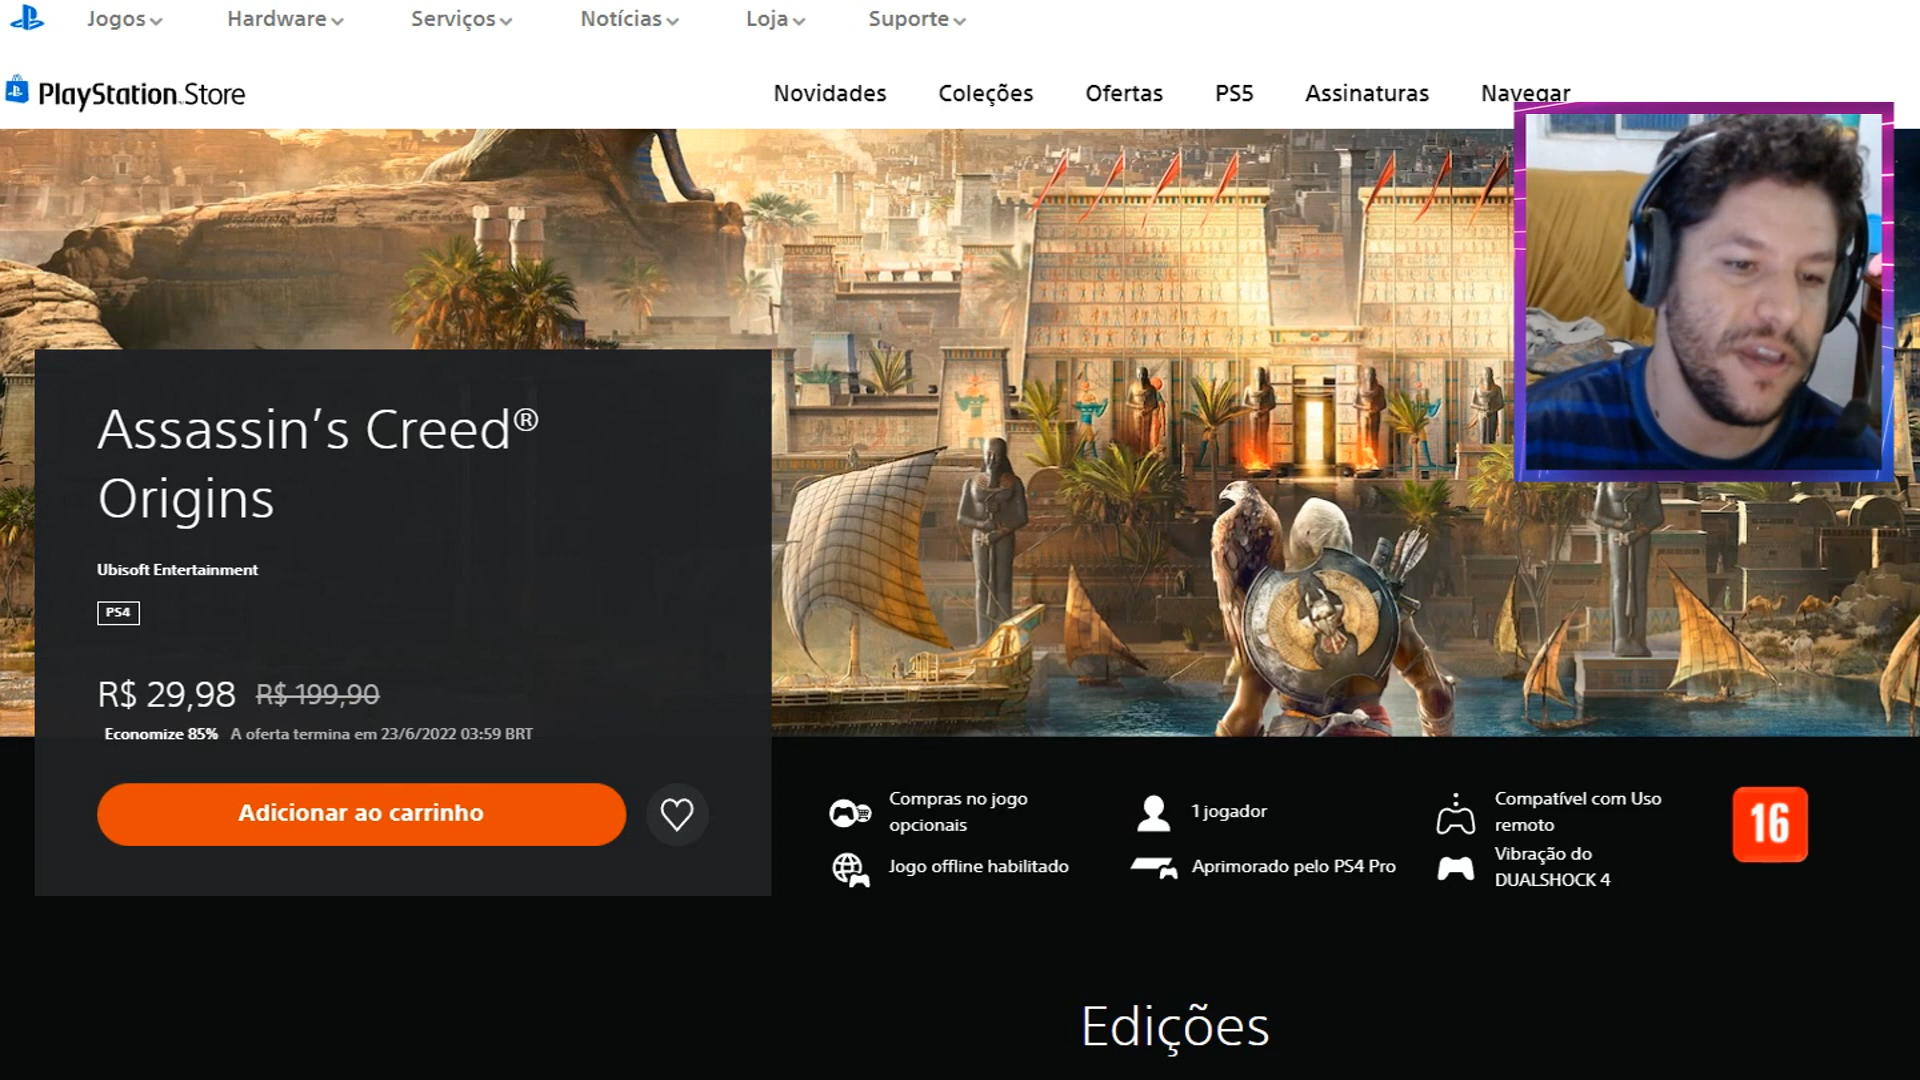 Jogos
Hardware
Serviços
Notícias
Loja
Suporte
PlayStation Store
Novidades
Coleções
Ofertas
PS5
Assinaturas
Navegar
Assassin’s Creed®
Origins
Ubisoft Entertainment
PS4
R$ 29,98 R$ 199,90
Economize 85% A oferta termina em 23/6/2022 03:59 BRT
Adicionar ao carrinho
Compras no jogo
opcionais
1 jogador
Compatível com Uso
remoto
Jogo offline habilitado
Aprimorado pelo PS4 Pro
Vibração do
DUALSHOCK 4
16
Edições